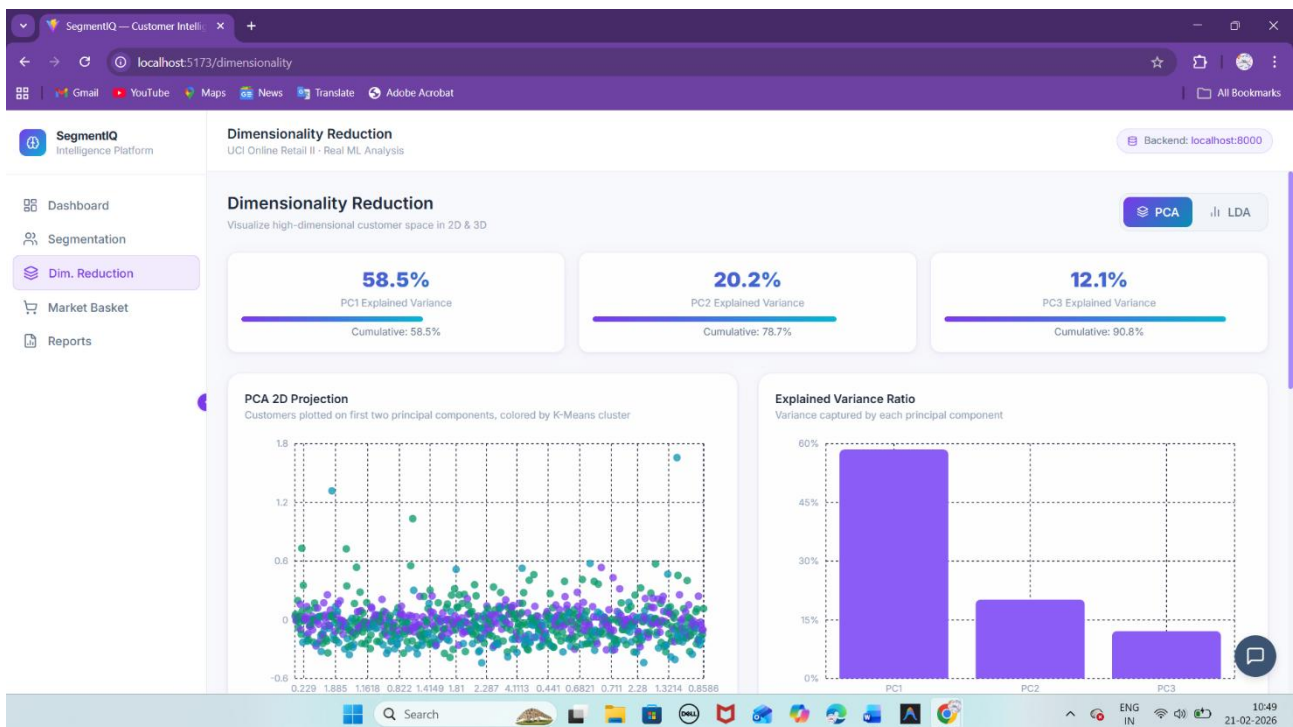 SegmentIQ — Customer Intellig
localhost:5173/dimensionality
Gmail YouTube Maps News Translate Adobe Acrobat All Bookmarks
SegmentIQ
Intelligence Platform
Dashboard
Segmentation
Dim. Reduction
Market Basket
Reports
Dimensionality Reduction
UCI Online Retail II · Real ML Analysis
Backend: localhost:8000
Dimensionality Reduction
Visualize high-dimensional customer space in 2D & 3D
PCA LDA
58.5%
PC1 Explained Variance
Cumulative: 58.5%
20.2%
PC2 Explained Variance
Cumulative: 78.7%
12.1%
PC3 Explained Variance
Cumulative: 90.8%
PCA 2D Projection
Customers plotted on first two principal components, colored by K-Means cluster
1.8
1.2
0.6
0
-0.6
0.229 1.885 1.1618 0.822 1.4149 1.81 2.287 4.1113 0.441 0.6821 0.711 2.28 1.3214 0.8586
Explained Variance Ratio
Variance captured by each principal component
60%
45%
30%
15%
0%
PC1 PC2 PC3
Search
DELL
ENG
IN
10:49
21-02-2026